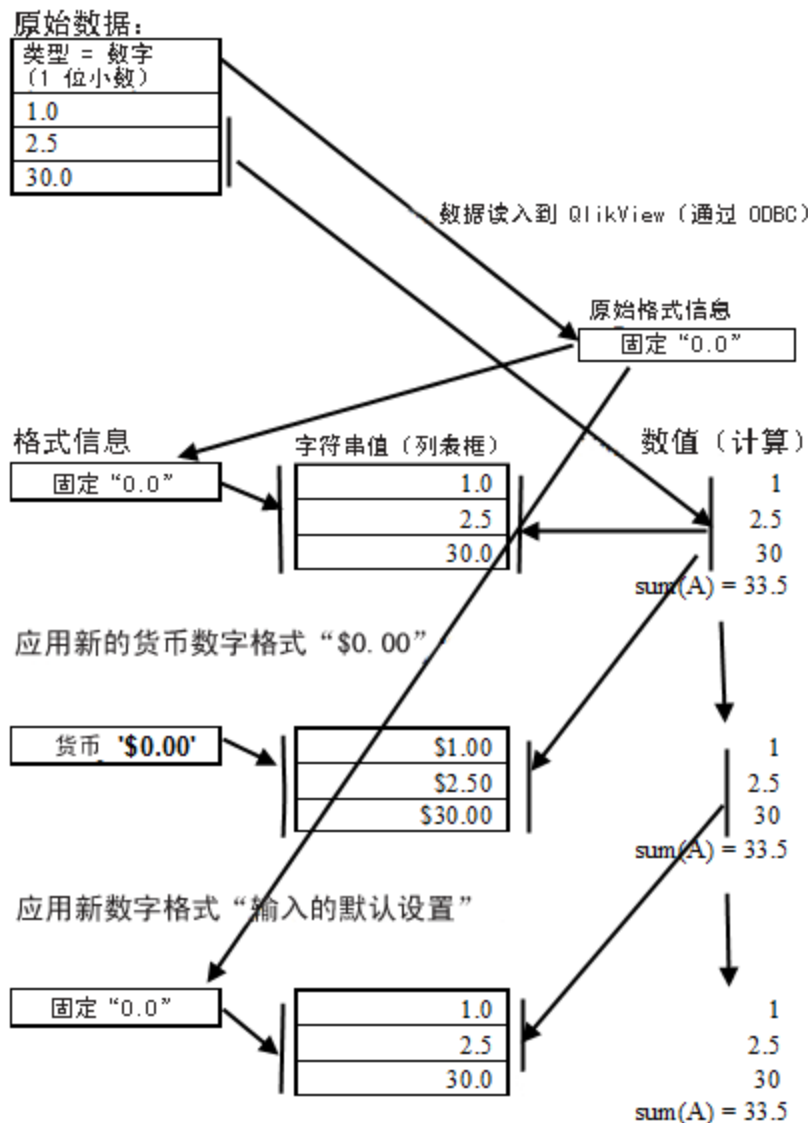 原始数据：
类型 = 数字
（1 位小数）
1.0
2.5
30.0
数据读入到 QlikView（通过 ODBC）
原始格式信息
固定“0.0”
格式信息
字符串值（列表框）
数值（计算）
固定“0.0”
1.0
1
2.5
2.5
30.0
30
sum(A) = 33.5
应用新的货币数字格式“$0.00”
货币 '$0.00'
$1.00
1
$2.50
2.5
$30.00
30
sum(A) = 33.5
应用新数字格式“输入的默认设置”
固定“0.0”
1.0
1
2.5
2.5
30.0
30
sum(A) = 33.5